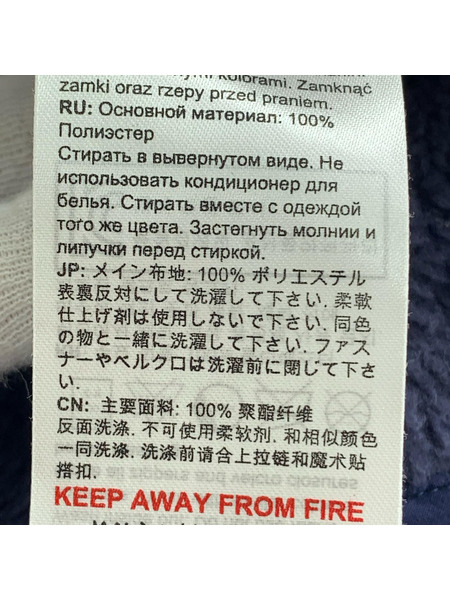 kolorami. Zamknąć
zamki oraz rzepy przed praniem.
RU: Основной материал: 100%
Полиэстер
Стирать в вывернутом виде. Не
использовать кондиционер для
белья. Стирать вместе с одеждой
того же цвета. Застегнуть молнии и
липучки перед стиркой.
JP: メイン布地: 100% ポリエステル
表裏反対にして洗濯して下さい. 柔軟
仕上げ剤は使用しないで下さい. 同色
の物と一緒に洗濯して下さい. ファス
ナーやベルクロは洗濯前に閉じて下さい
CN: 主要面料: 100% 聚酯纤维
反面洗涤. 不可使用柔软剂. 和相似颜色
一同洗涤. 洗涤前请合上拉链和魔术贴
搭扣.
KEEP AWAY FROM FIRE